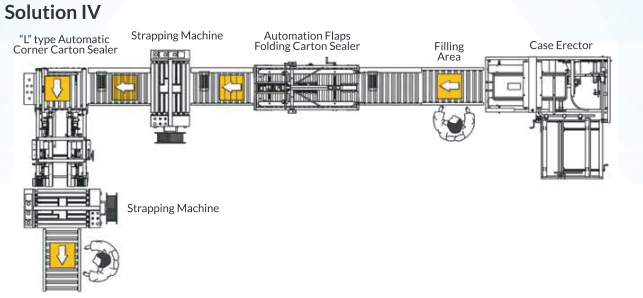 Solution IV
"L" type Automatic
Corner Carton Sealer
Strapping Machine
Automation Flaps
Folding Carton Sealer
Filling
Area
Case Erector
Strapping Machine